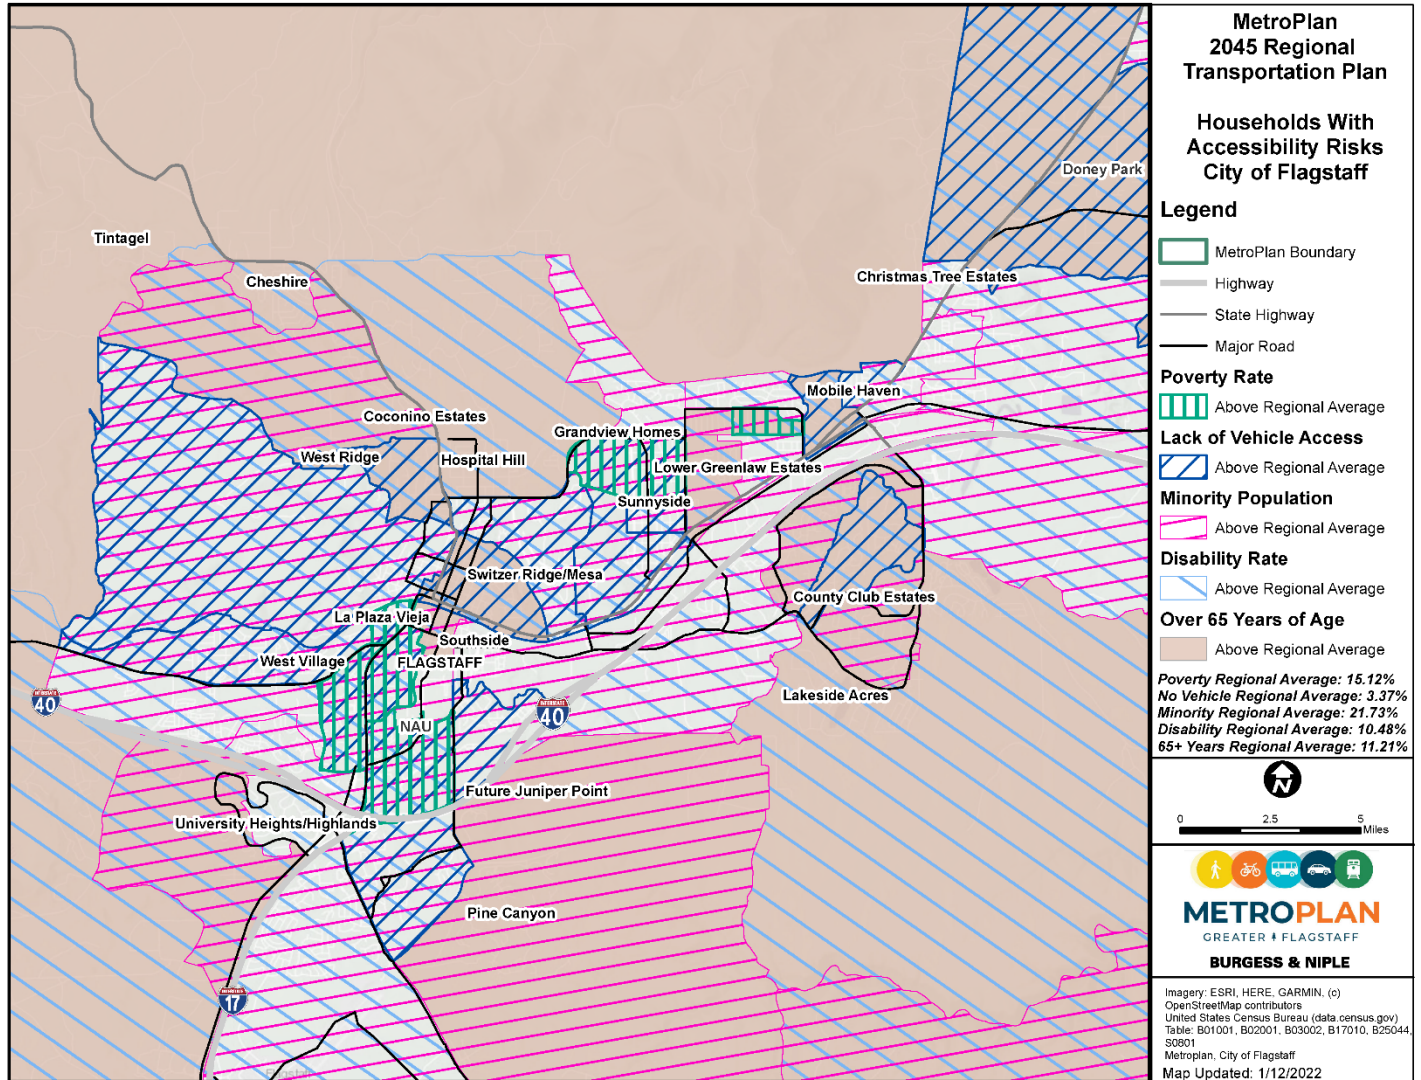 MetroPlan
2045 Regional
Transportation Plan
Households With
Accessibility Risks
City of Flagstaff
Legend
MetroPlan Boundary
Highway
State Highway
Major Road
Poverty Rate
Above Regional Average
Lack of Vehicle Access
Above Regional Average
Minority Population
Above Regional Average
Disability Rate
Above Regional Average
Over 65 Years of Age
Above Regional Average
Poverty Regional Average: 15.12%
No Vehicle Regional Average: 3.37%
Minority Regional Average: 21.73%
Disability Regional Average: 10.48%
65+ Years Regional Average: 11.21%
N
0 2.5 5
Miles
METROPLAN
GREATER FLAGSTAFF
BURGESS & NIPLE
Imagery: ESRI, HERE, GARMIN, (c)
OpenStreetMap contributors
United States Census Bureau (data.census.gov)
Table: B01001, B02001, B03002, B17010, B25044,
S0801
Metroplan, City of Flagstaff
Map Updated: 1/12/2022
Doney Park
Tintagel
Cheshire
Christmas Tree Estates
Mobile Haven
Coconino Estates
Grandview Homes
West Ridge
Hospital Hill
Lower Greenlaw Estates
Sunnyside
Switzer Ridge/Mesa
County Club Estates
La Plaza Vieja
Southside
West Village
FLAGSTAFF
Lakeside Acres
INTERSTATE
40
INTERSTATE
40
NAU
Future Juniper Point
University Heights/Highlands
Pine Canyon
INTERSTATE
17
Flagstaff